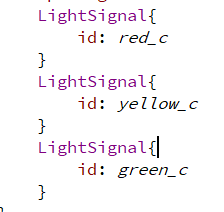 LightSignal{
id: red_c
}
LightSignal{
id: yellow_c
}
LightSignal{
id: green_c
}